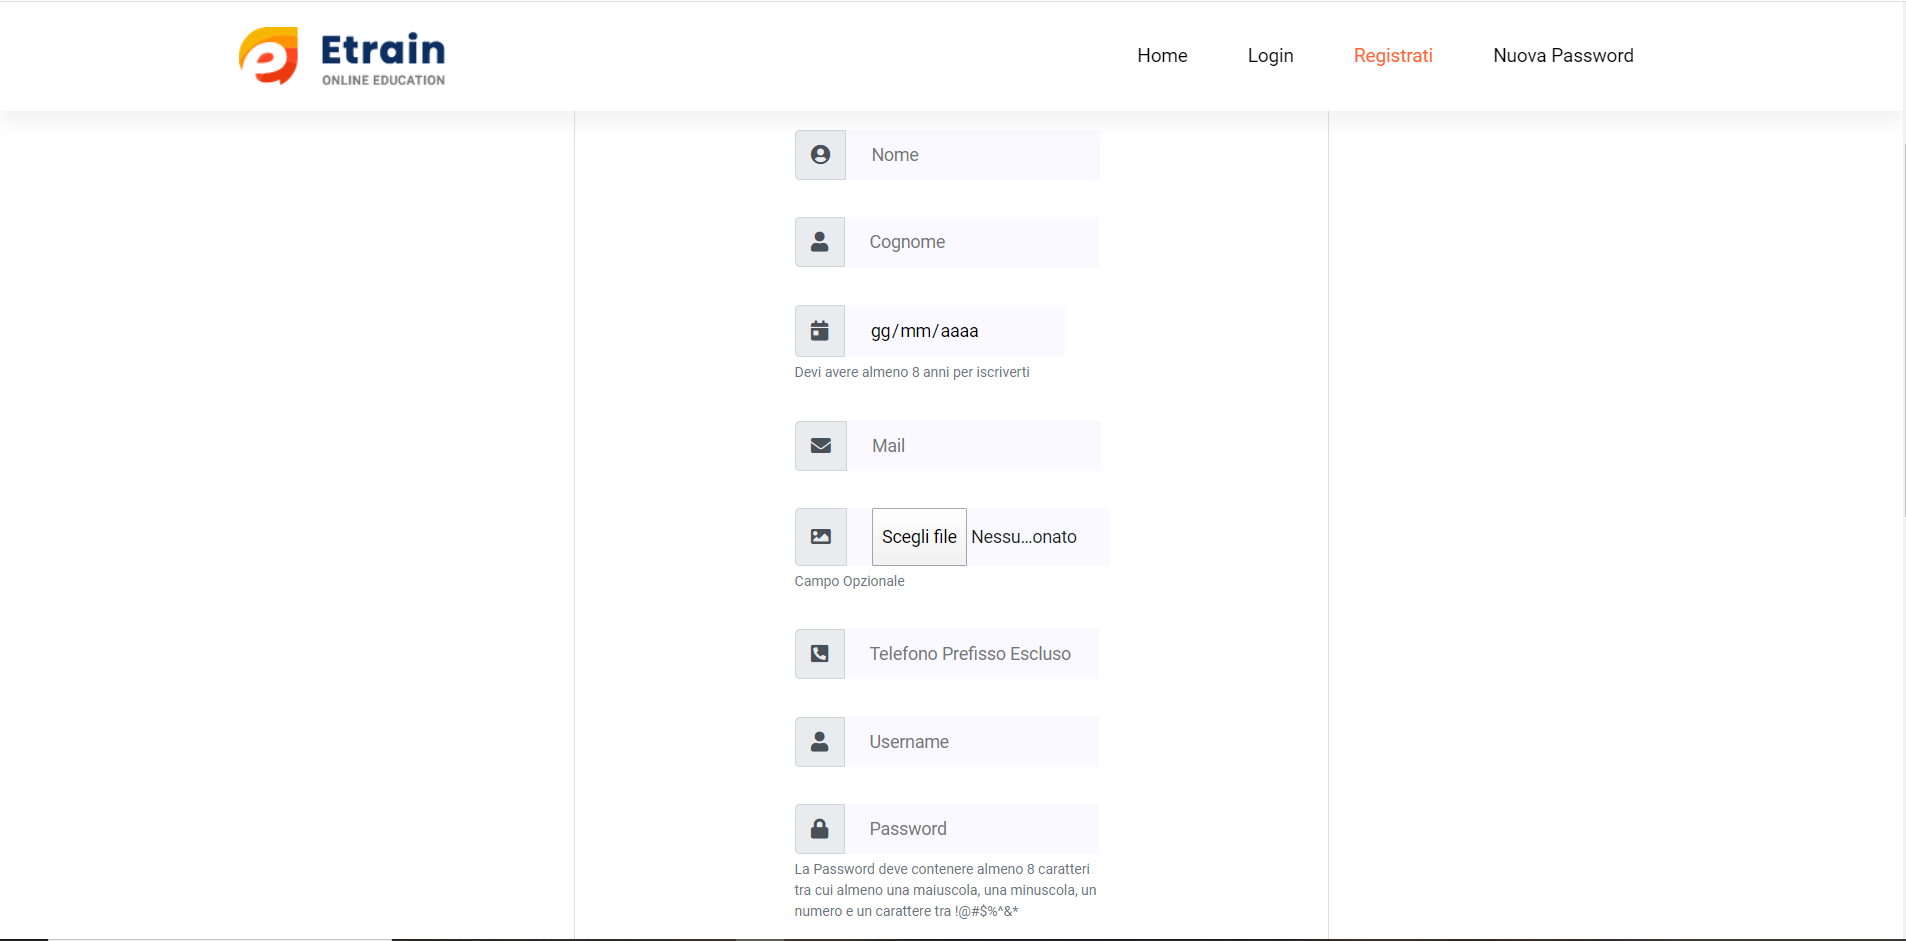 Etrain
ONLINE EDUCATION
Home
Login
Registrati
Nuova Password
Nome
Cognome
gg/mm/aaaa
Devi avere almeno 8 anni per iscriverti
Mail
Scegli file Nessu...onato
Campo Opzionale
Telefono Prefisso Escluso
Username
Password
La Password deve contenere almeno 8 caratteri
tra cui almeno una maiuscola, una minuscola, un
numero e un carattere tra !@#$%^&*